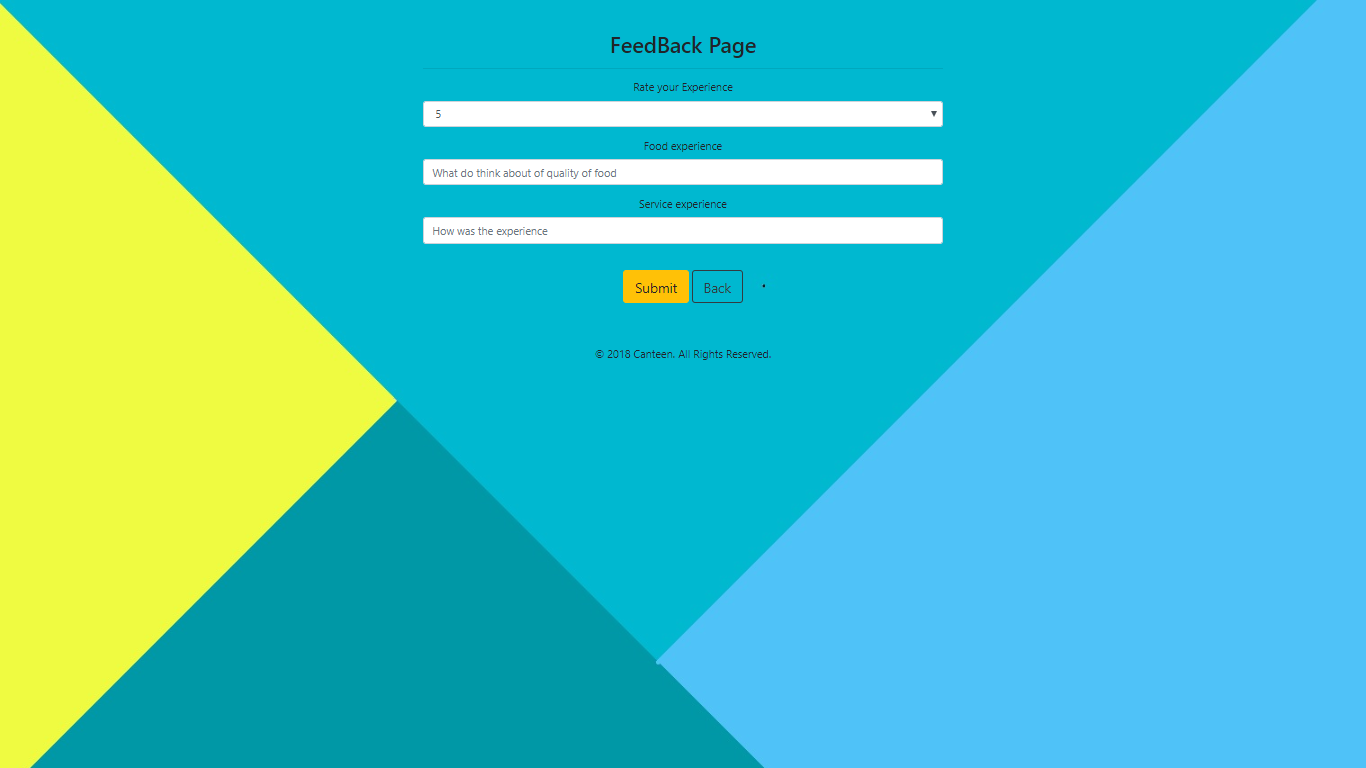 FeedBack Page
Rate your Experience
5
Food experience
What do think about of quality of food
Service experience
How was the experience
Submit Back
© 2018 Canteen. All Rights Reserved.